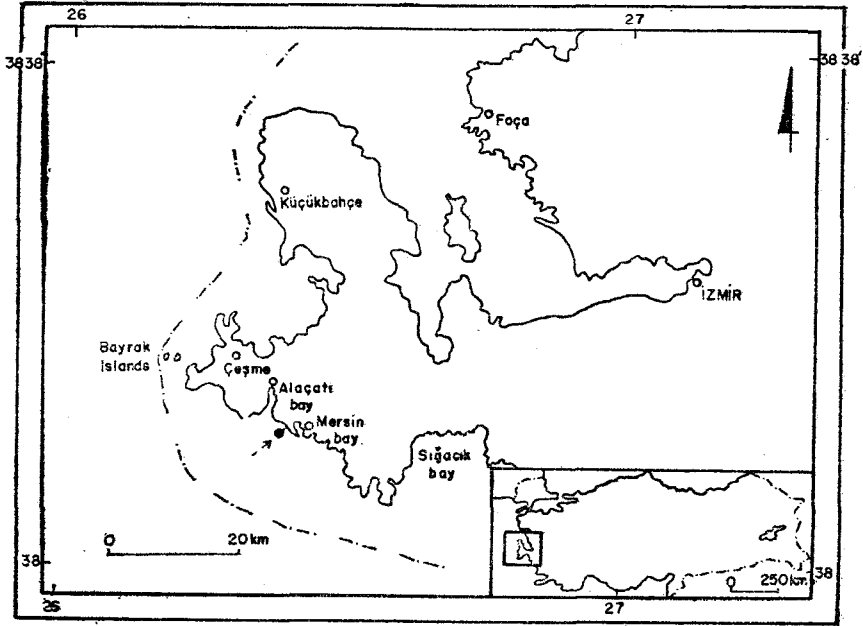 26
27
38 38'
38 38'
Foça
Küçükbahçe
İZMİR
Bayrak
islands
Çeşme
Alaçatı
bay
Mersin
bay
Sığacık
bay
0 20 km
38
38
0 250 km.
26
27